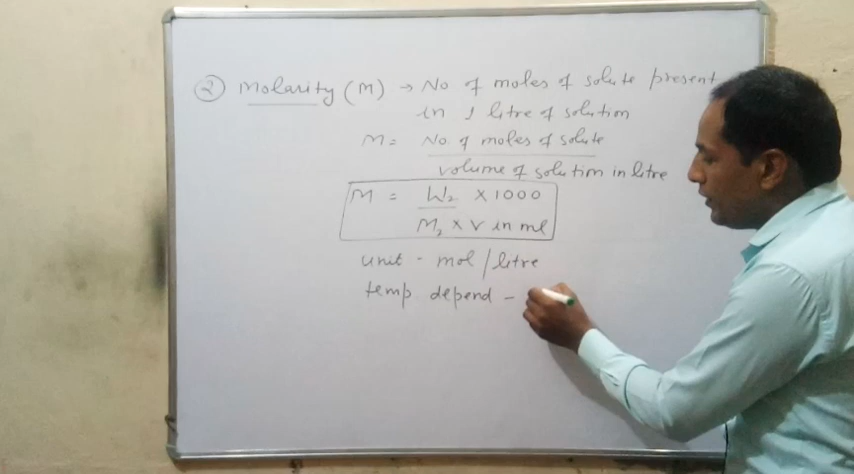 ② Molarity (M) → No of moles of solute present
in 1 litre of solution
M = No. of moles of solute
volume of solution in litre
M = W₂ × 1000
M₂ × V in ml
unit - mol/litre
temp depend -